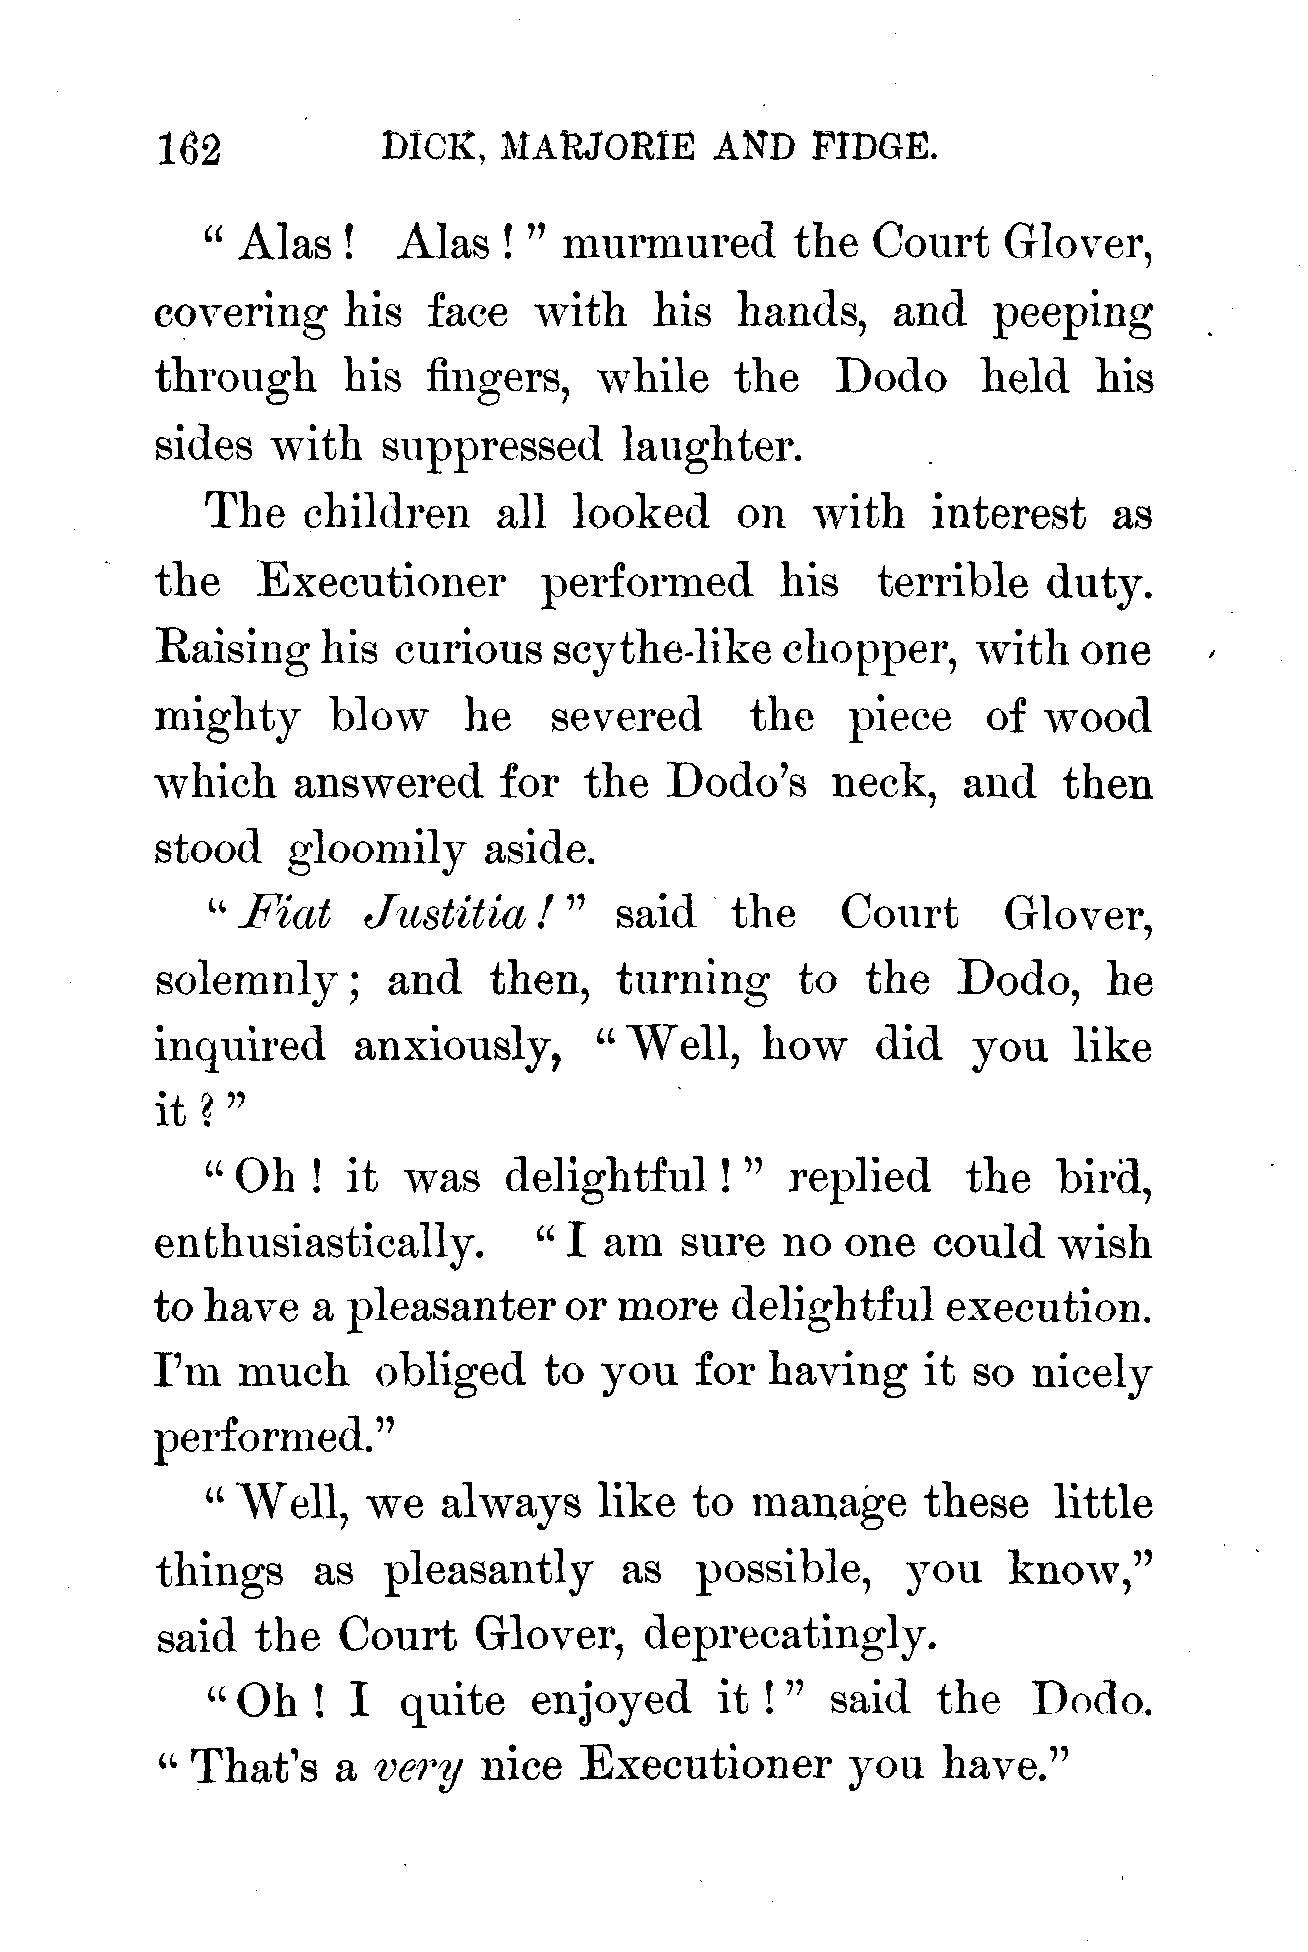 162 DICK, MARJORIE AND FIDGE.
“ Alas ! Alas ! ” murmured the Court Glover,
covering his face with his hands, and peeping
through his fingers, while the Dodo held his
sides with suppressed laughter.
The children all looked on with interest as
the Executioner performed his terrible duty.
Raising his curious scythe-like chopper, with one
mighty blow he severed the piece of wood
which answered for the Dodo’s neck, and then
stood gloomily aside.
“ Fiat Justitia ! ” said the Court Glover,
solemnly ; and then, turning to the Dodo, he
inquired anxiously, “ Well, how did you like
it ? ”
“ Oh ! it was delightful ! ” replied the bird,
enthusiastically. “ I am sure no one could wish
to have a pleasanter or more delightful execution.
I’m much obliged to you for having it so nicely
performed.”
“ Well, we always like to manage these little
things as pleasantly as possible, you know,”
said the Court Glover, deprecatingly.
“ Oh ! I quite enjoyed it ! ” said the Dodo.
“ That’s a very nice Executioner you have.”